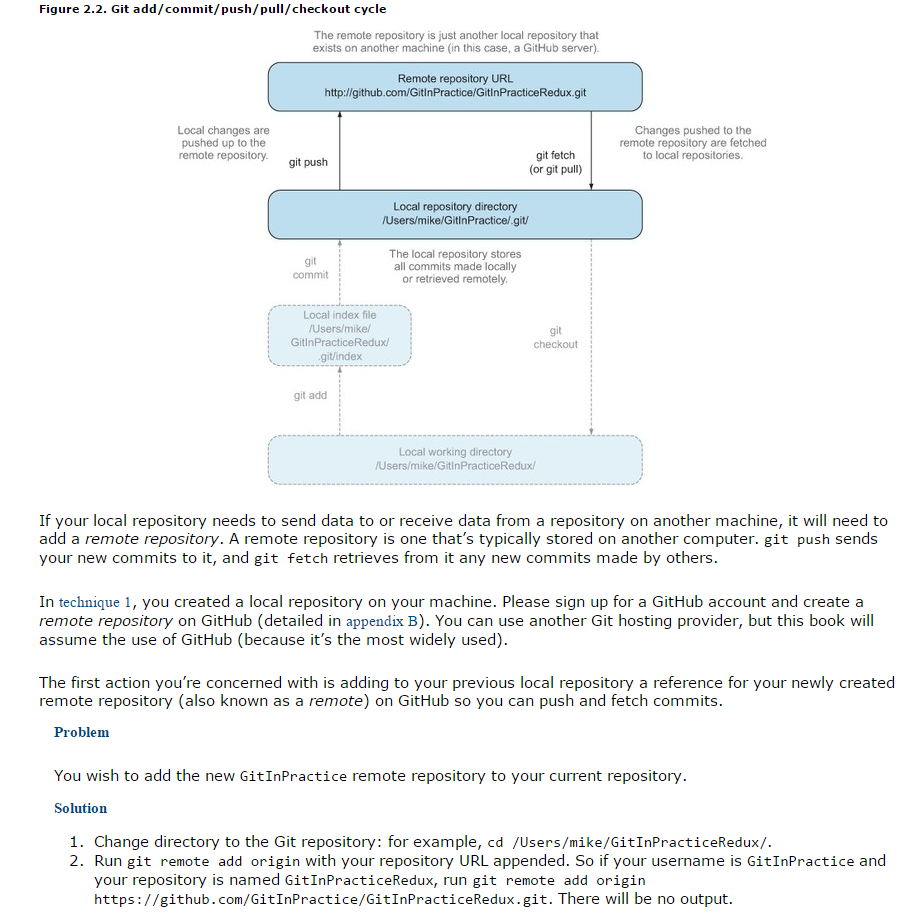 Figure 2.2. Git add/commit/push/pull/checkout cycle
The remote repository is just another local repository that
exists on another machine (in this case, a GitHub server).
Remote repository URL
http://github.com/GitInPractice/GitInPracticeRedux.git
Local changes are
pushed up to the
remote repository.
git push
git fetch
(or git pull)
Changes pushed to the
remote repository are fetched
to local repositories.
Local repository directory
/Users/mike/GitInPractice/.git/
git
commit
The local repository stores
all commits made locally
or retrieved remotely.
Local index file
/Users/mike/
GitInPracticeRedux/
.git/index
git
checkout
git add
Local working directory
/Users/mike/GitInPracticeRedux/
If your local repository needs to send data to or receive data from a repository on another machine, it will need to
add a remote repository. A remote repository is one that's typically stored on another computer. git push sends
your new commits to it, and git fetch retrieves from it any new commits made by others.
In technique 1, you created a local repository on your machine. Please sign up for a GitHub account and create a
remote repository on GitHub (detailed in appendix B). You can use another Git hosting provider, but this book will
assume the use of GitHub (because it's the most widely used).
The first action you're concerned with is adding to your previous local repository a reference for your newly created
remote repository (also known as a remote) on GitHub so you can push and fetch commits.
Problem
You wish to add the new GitInPractice remote repository to your current repository.
Solution
1. Change directory to the Git repository: for example, cd /Users/mike/GitInPracticeRedux/.
2. Run git remote add origin with your repository URL appended. So if your username is GitInPractice and
your repository is named GitInPracticeRedux, run git remote add origin
https://github.com/GitInPractice/GitInPracticeRedux.git. There will be no output.